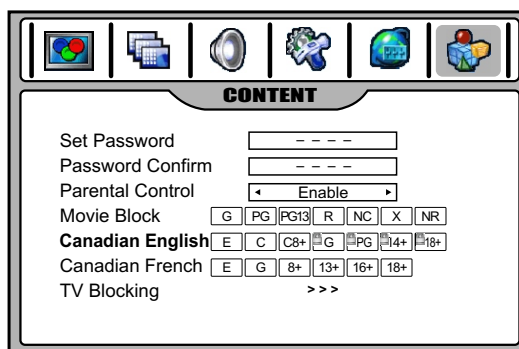 CONTENT
Set Password – – – –
Password Confirm – – – –
Parental Control Enable
Movie Block G PG PG13 R NC X NR
Canadian English E C C8+ G PG 14+ 18+
Canadian French E G 8+ 13+ 16+ 18+
TV Blocking >>>